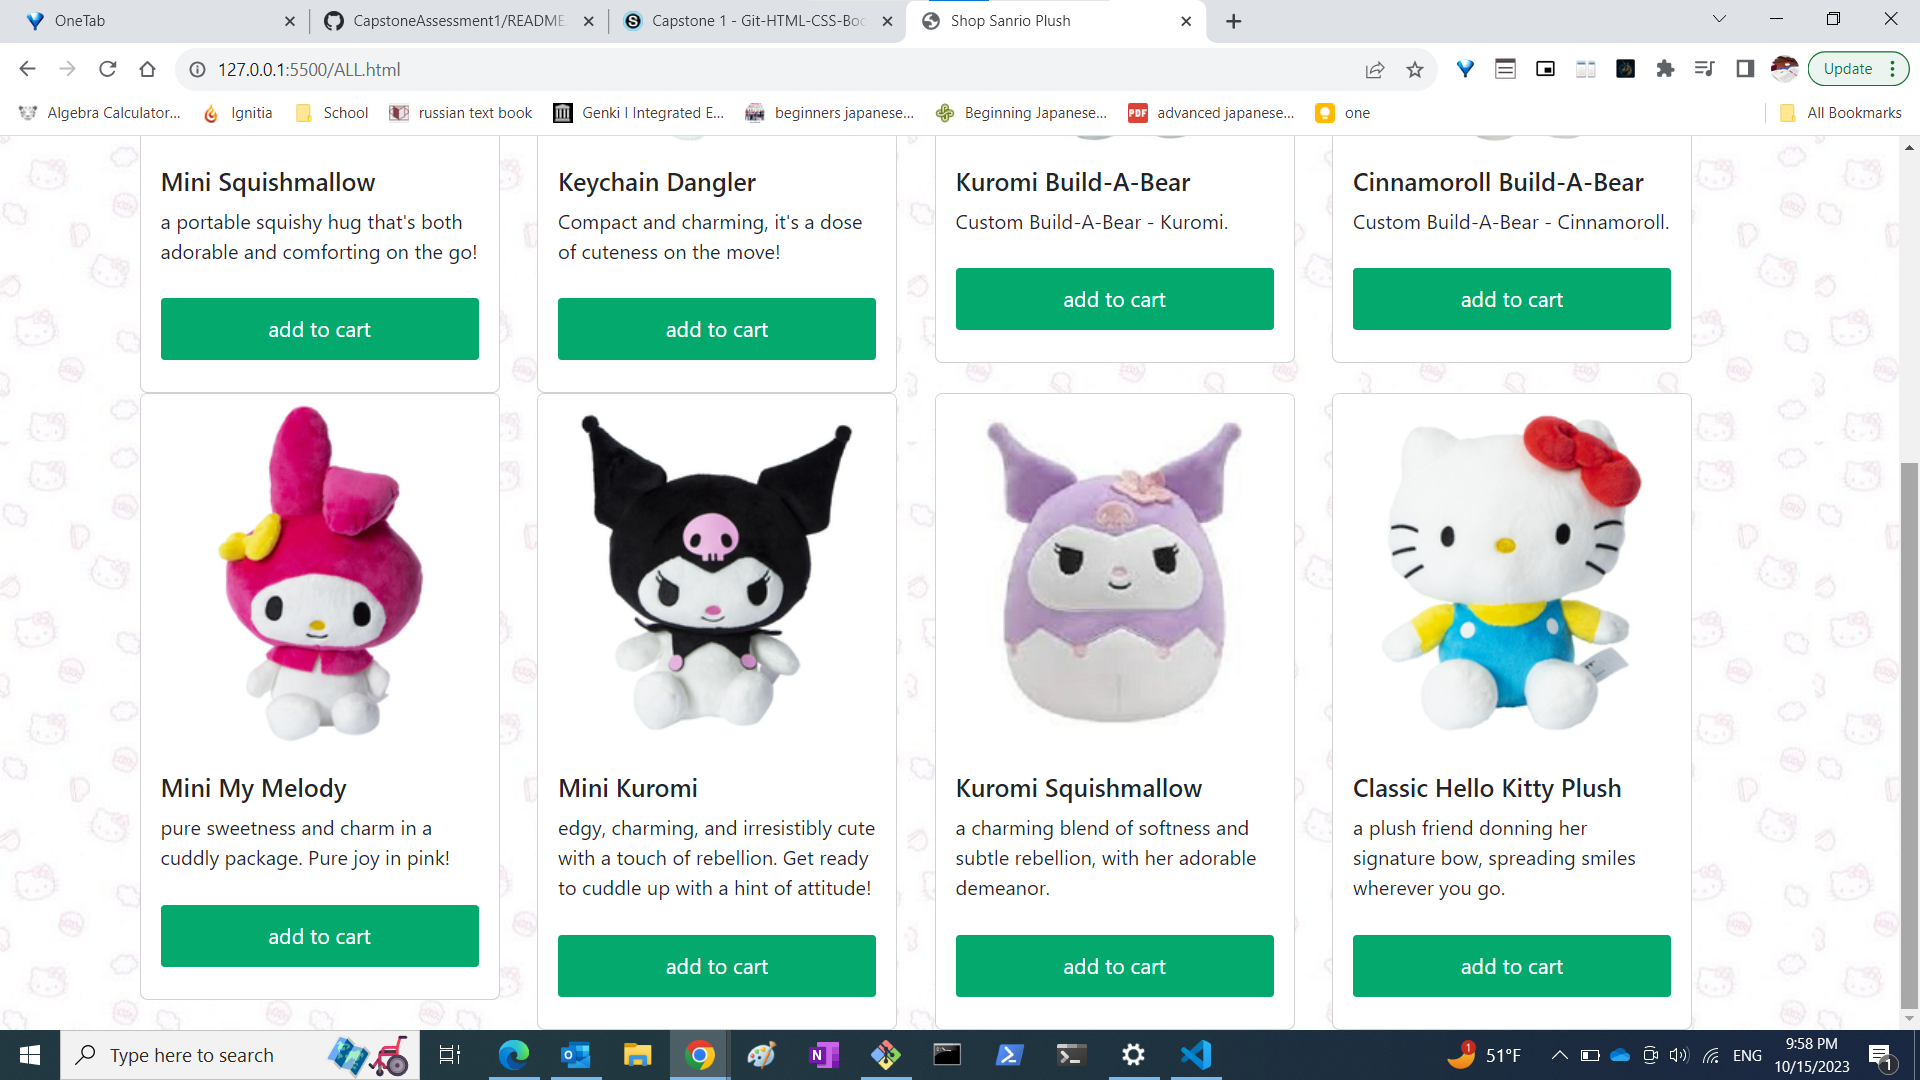 OneTab
CapstoneAssessment1/README
Capstone 1 - Git-HTML-CSS-Boo
Shop Sanrio Plush
127.0.0.1:5500/ALL.html
Update
Algebra Calculator...
Ignitia
School
russian text book
Genki I Integrated E...
beginners japanese...
Beginning Japanese...
PDF
advanced japanese...
one
All Bookmarks
Mini Squishmallow
a portable squishy hug that's both
adorable and comforting on the go!
add to cart
Keychain Dangler
Compact and charming, it's a dose
of cuteness on the move!
add to cart
Kuromi Build-A-Bear
Custom Build-A-Bear - Kuromi.
add to cart
Cinnamoroll Build-A-Bear
Custom Build-A-Bear - Cinnamoroll.
add to cart
Mini My Melody
pure sweetness and charm in a
cuddly package. Pure joy in pink!
add to cart
Mini Kuromi
edgy, charming, and irresistibly cute
with a touch of rebellion. Get ready
to cuddle up with a hint of attitude!
add to cart
Kuromi Squishmallow
a charming blend of softness and
subtle rebellion, with her adorable
demeanor.
add to cart
Classic Hello Kitty Plush
a plush friend donning her
signature bow, spreading smiles
wherever you go.
add to cart
Type here to search
N
1
51°F
ENG
9:58 PM
10/15/2023
1